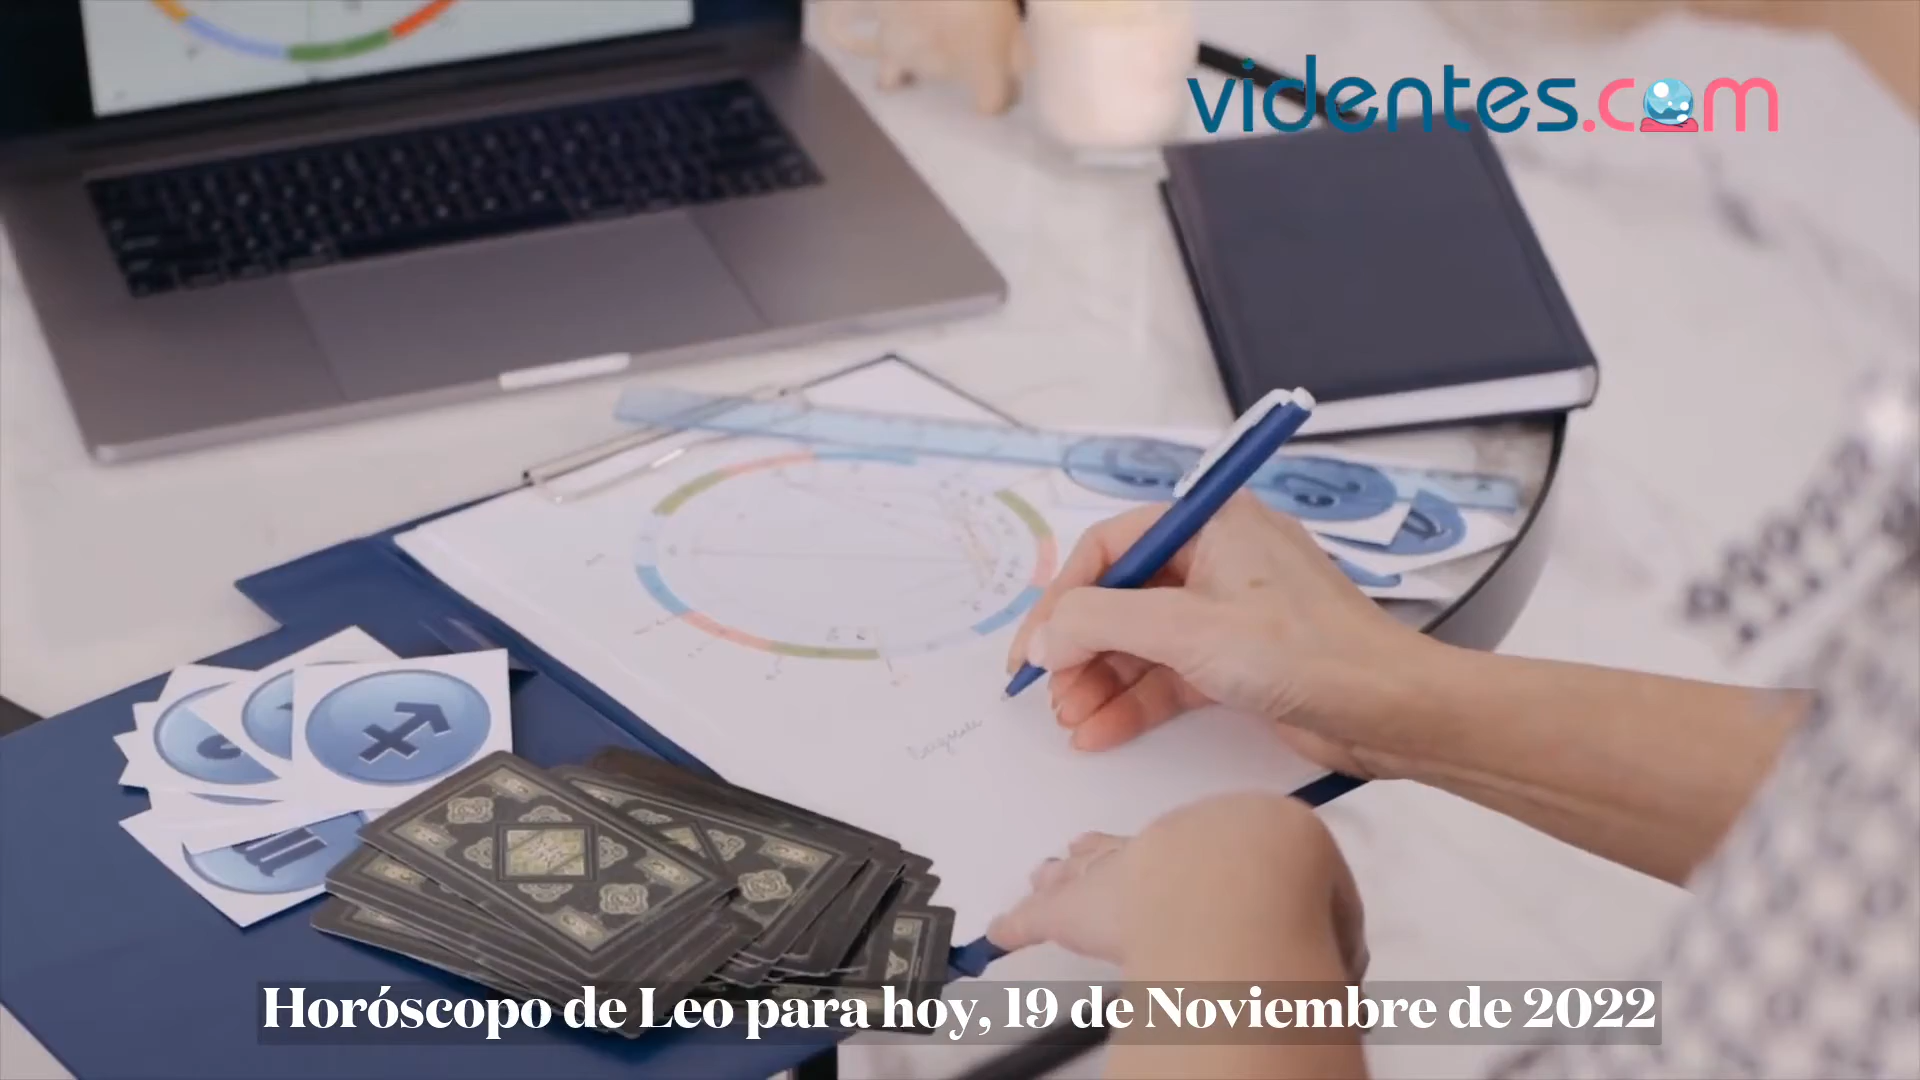 videntes.com
Horóscopo de Leo para hoy, 19 de Noviembre de 2022